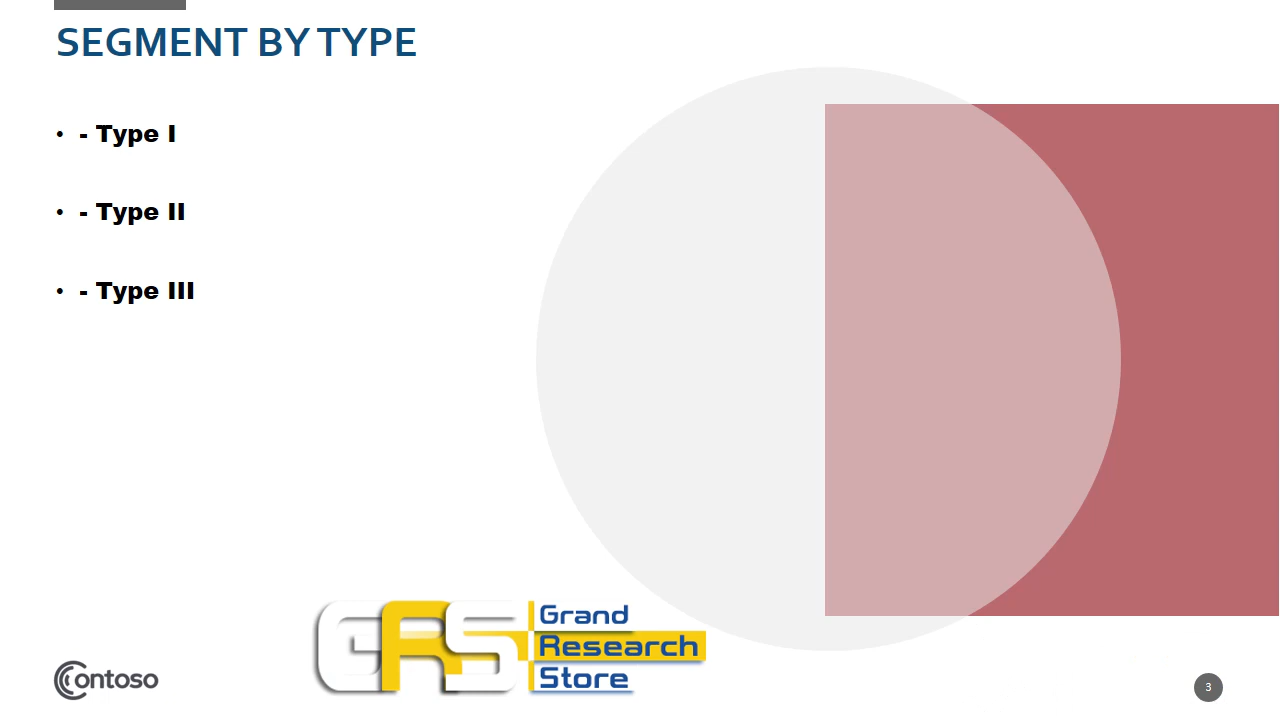 SEGMENT BY TYPE
• - Type I
• - Type II
• - Type III
GRS
Grand
Research
Store
Contoso
3